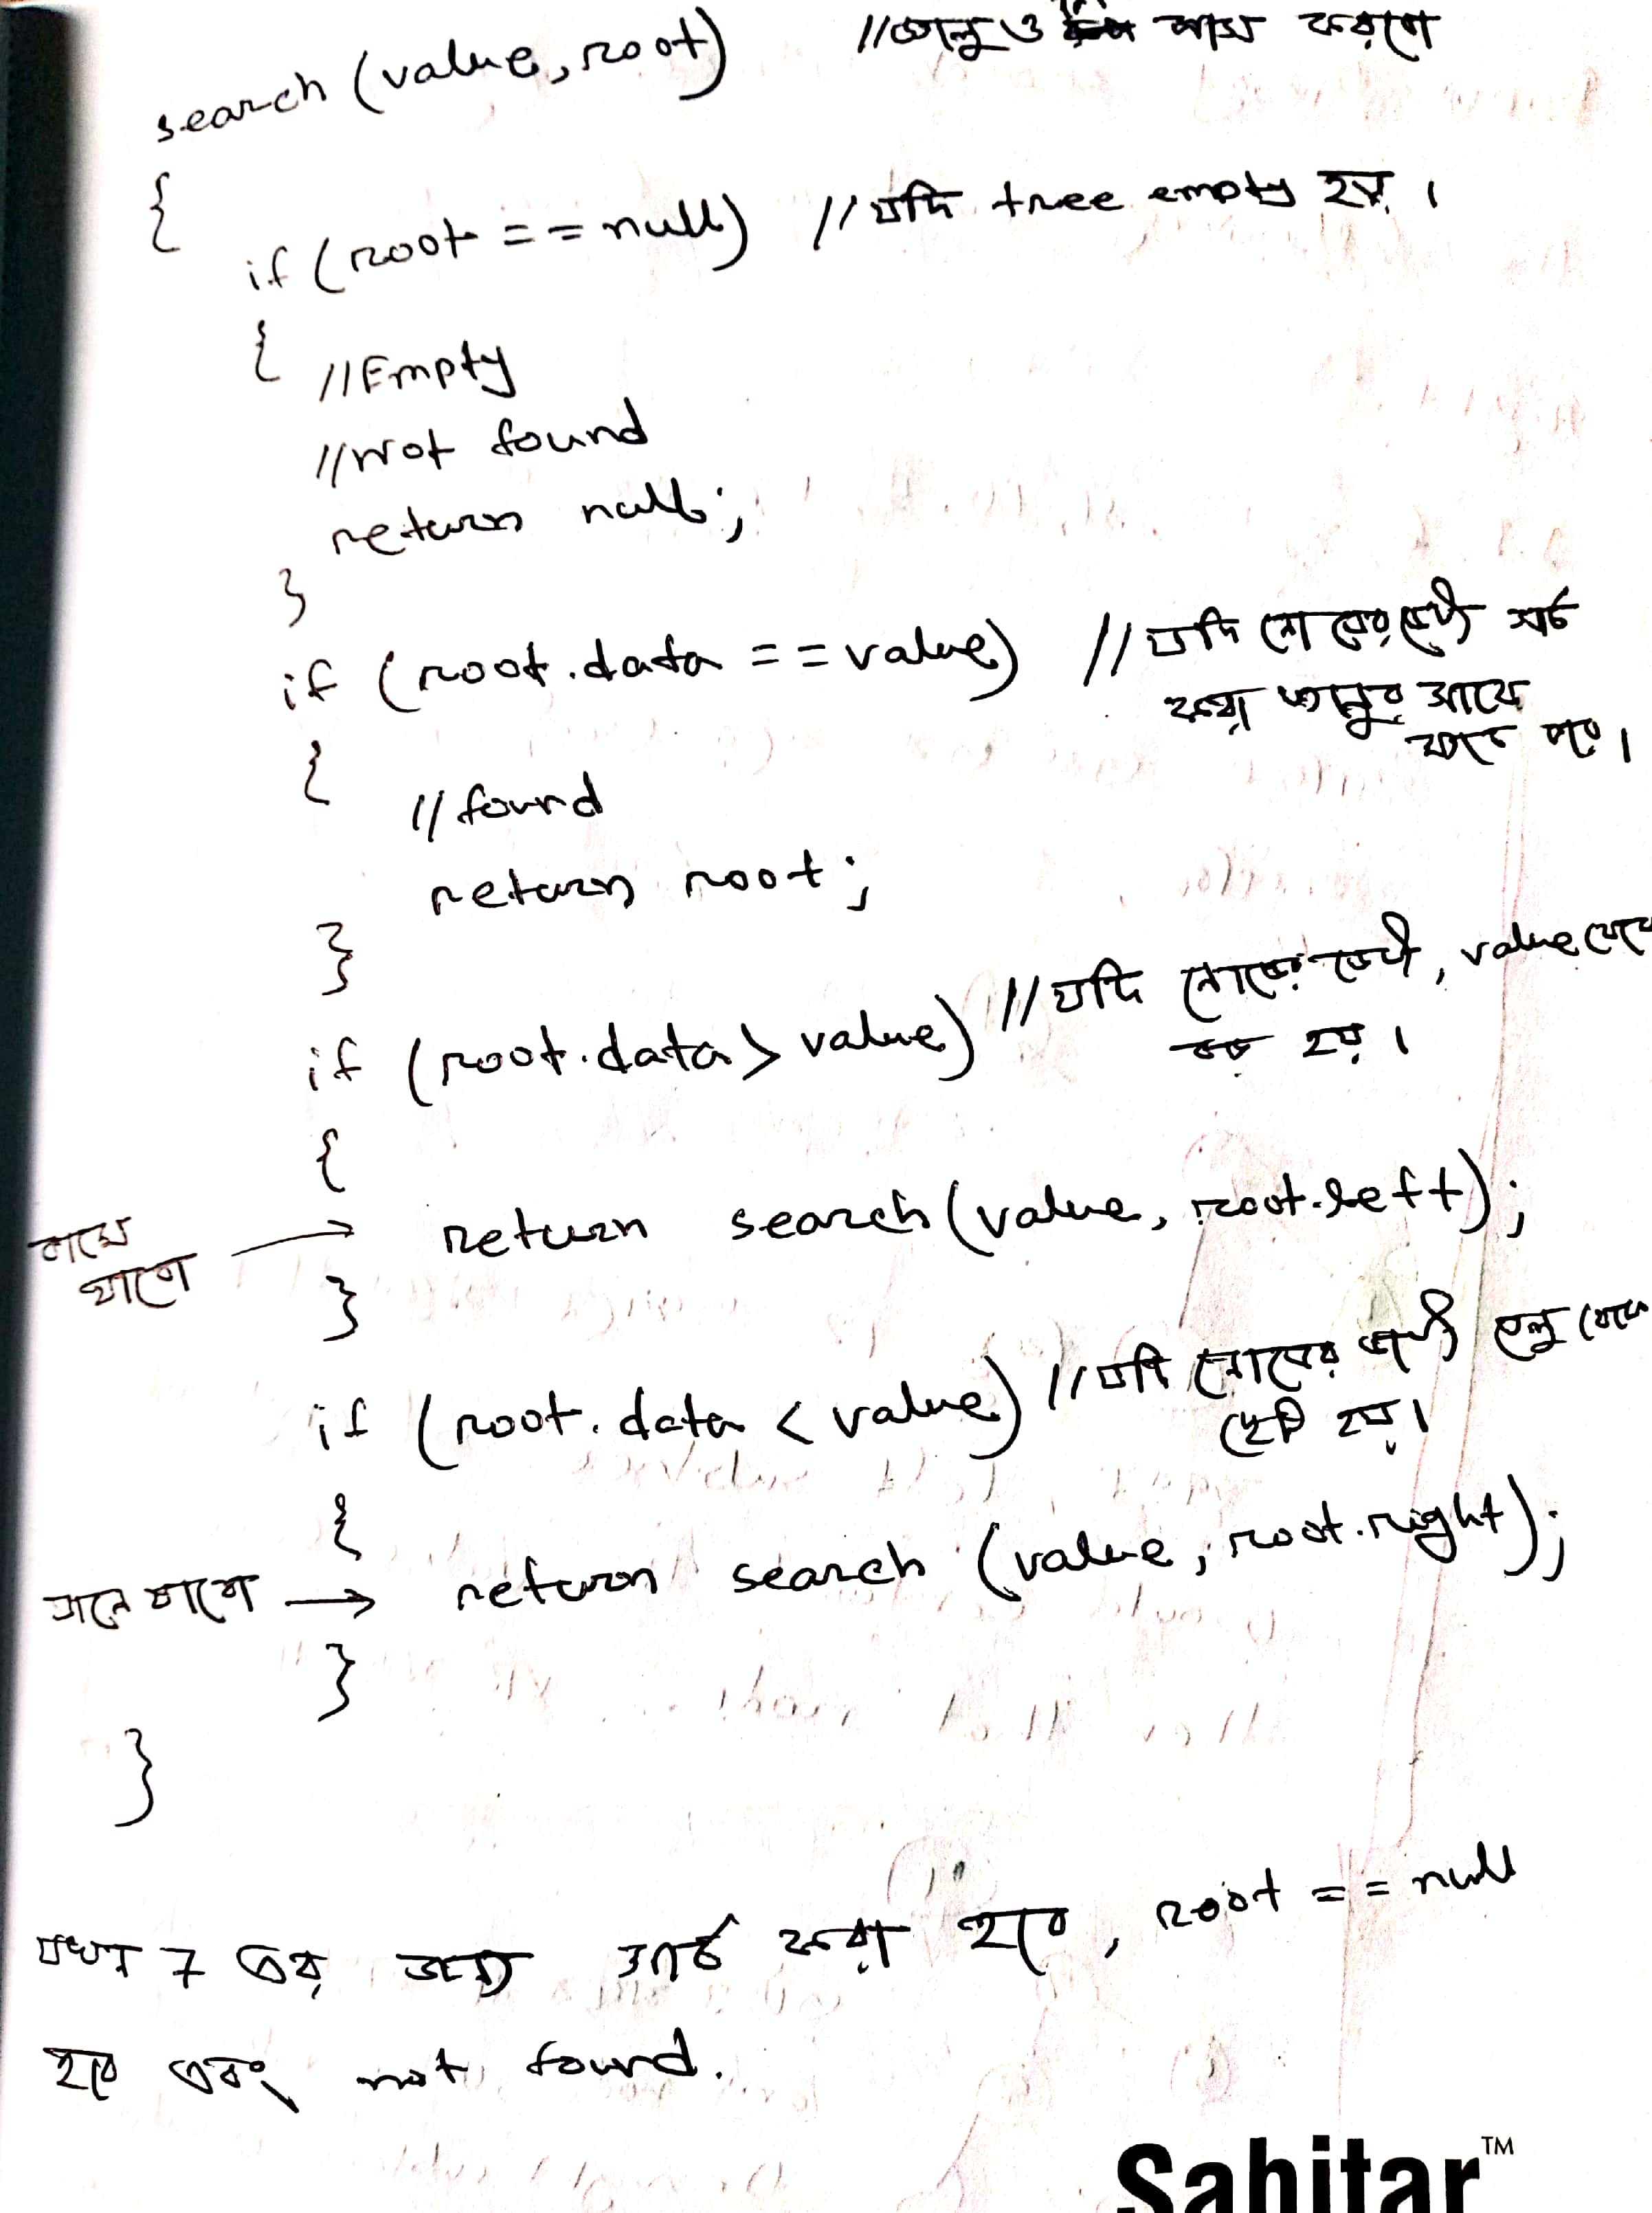 search (value, root) //ভ্যালু ও পাস করবো
{
if (root == null) //যদি tree empty হয় ।
{ //Empty
//Not found
return null;
}
if (root.data == value) //যদি সার্চ
করা ভ্যালুর সাথে
।
{
//found
return root;
}
if (root.data > value) //যদি নোডের ডেটা, value থেকে
বড় হয় ।
{
বামে
যাবো → return search (value, root.left);
}
if (root.data < value) //যদি নোডের থেকে
হয় ।
{
ডানে যাবো → return search (value, root.right);
}
}
যখন 7 এর জন্য সার্চ করা হবে, root == null
হবে এবং not found.
Sahitar™